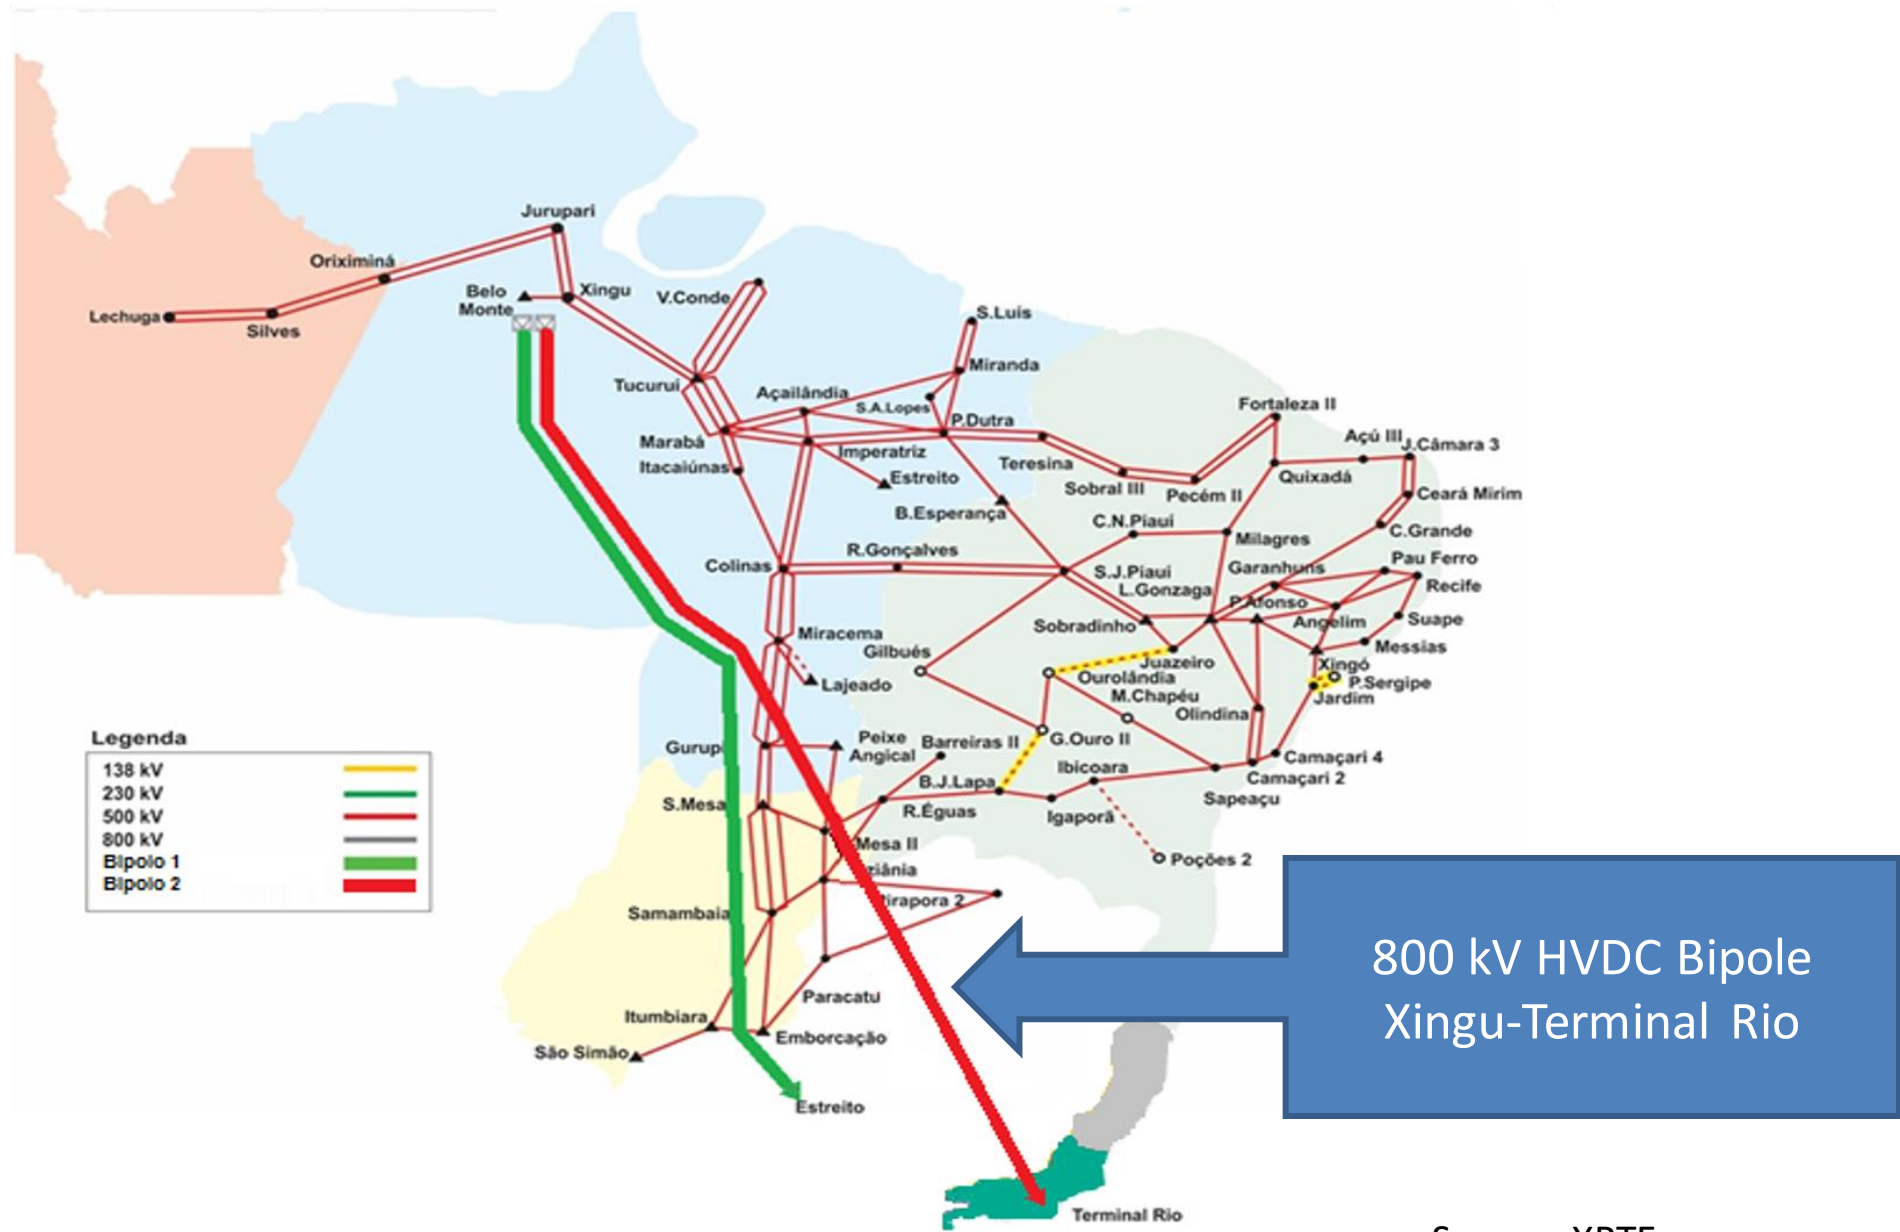 Jurupari
Oriximiná
Belo
Monte
Xingu
V.Conde
Lechuga
Silves
S.Luís
Miranda
Tucuruí
Açailândia
S.A.Lopes
P.Dutra
Fortaleza II
Marabá
Imperatriz
Açú III
J.Câmara 3
Itacaiúnas
Estreito
Teresina
Sobral III
Pecém II
Quixadá
Ceará Mirim
B.Esperança
C.N.Piaui
Milagres
C.Grande
Colinas
R.Gonçalves
S.J.Piaui
L.Gonzaga
Garanhuns
Pau Ferro
Recife
P.Afonso
Angelim
Suape
Miracema
Sobradinho
Messias
Gilbués
Juazeiro
Xingó
Lajeado
Ourolândia
P.Sergipe
Jardim
M.Chapéu
Olindina
Gurupi
Peixe
Angical
Barreiras II
G.Ouro II
Ibicoara
Camaçari 4
Camaçari 2
B.J.Lapa
S.Mesa
R.Éguas
Igaporã
Sapeaçu
Mesa II
Poções 2
ziânia
irapora 2
Samambaia
Paracatu
Itumbiara
Emborcação
São Simão
Estreito
Terminal Rio
Legenda
138 kV
230 kV
500 kV
800 kV
Bipolo 1
Bipolo 2
800 kV HVDC Bipole
Xingu-Terminal Rio